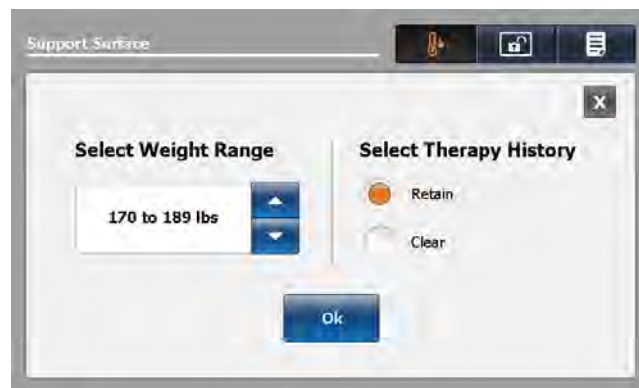 Support Surface
X
Select Weight Range
170 to 189 lbs
Select Therapy History
Retain
Clear
Ok